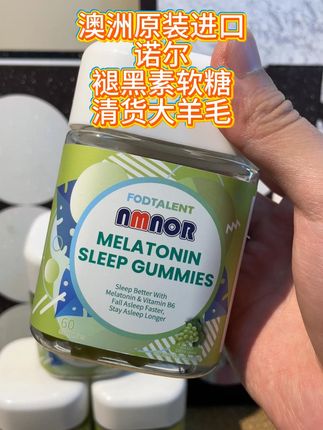 澳洲原装进口
诺尔
褪黑素软糖
清货大羊毛
FODTALENT
NMNOR
MELATONIN
SLEEP GUMMIES
Sleep Better With
Melatonin & Vitamin B6
Fall Asleep Faster,
Stay Asleep Longer
60